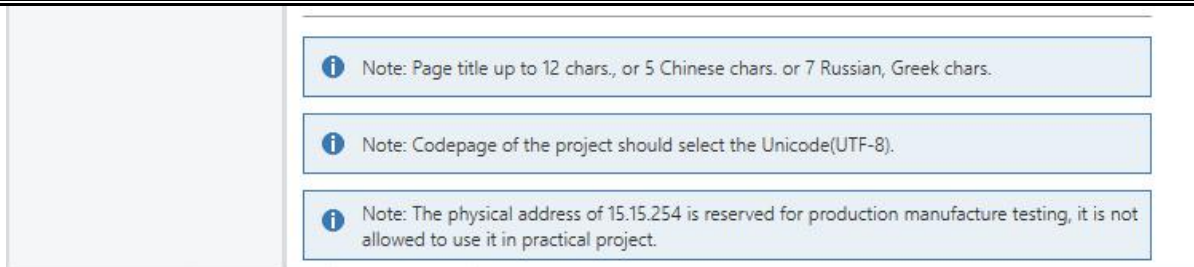 Note: Page title up to 12 chars., or 5 Chinese chars. or 7 Russian, Greek chars.
Note: Codepage of the project should select the Unicode(UTF-8).
Note: The physical address of 15.15.254 is reserved for production manufacture testing, it is not
allowed to use it in practical project.